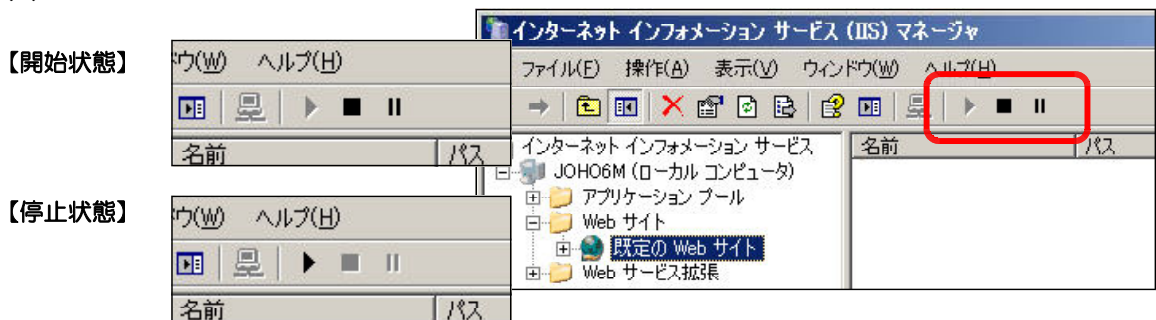 【開始状態】
ウ(W) ヘルプ(H)
名前 パス
【停止状態】
ウ(W) ヘルプ(H)
名前 パス
インターネット インフォメーション サービス (IIS) マネージャ
ファイル(F) 操作(A) 表示(V) ウィンドウ(W) ヘルプ(H)
インターネット インフォメーション サービス
JOHO6M (ローカル コンピュータ)
アプリケーション プール
Web サイト
既定の Web サイト
Web サービス拡張
名前 パス